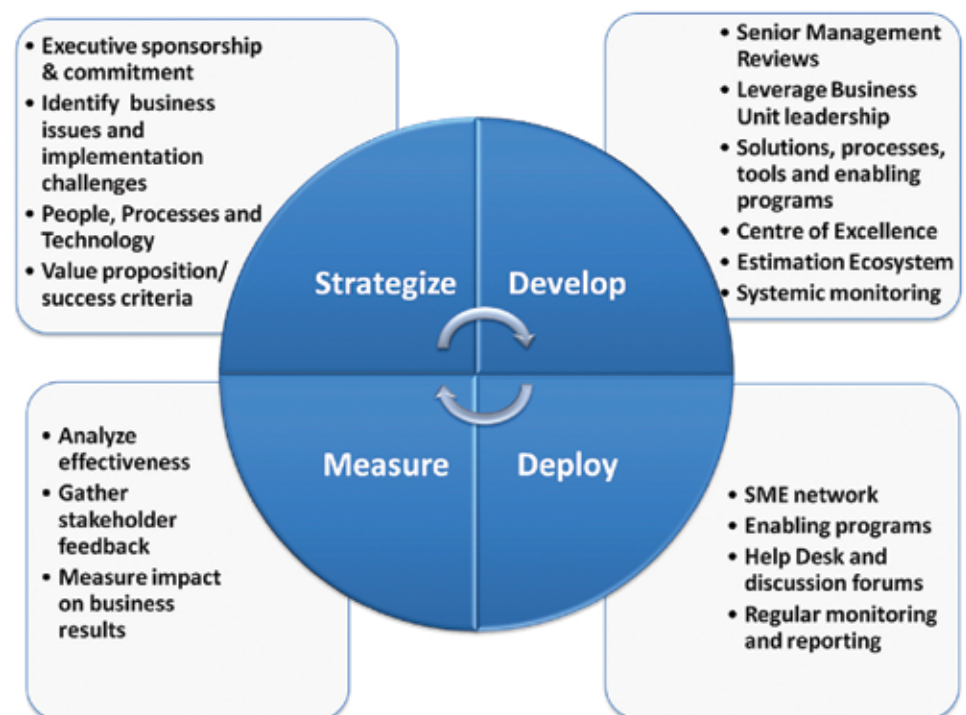 • Executive sponsorship
& commitment
• Identify business
issues and
implementation
challenges
• People, Processes and
Technology
• Value proposition/
success criteria
• Senior Management
Reviews
• Leverage Business
Unit leadership
• Solutions, processes,
tools and enabling
programs
• Centre of Excellence
• Estimation Ecosystem
• Systemic monitoring
Strategize
Develop
Measure
Deploy
• Analyze
effectiveness
• Gather
stakeholder
feedback
• Measure impact
on business
results
• SME network
• Enabling programs
• Help Desk and
discussion forums
• Regular monitoring
and reporting